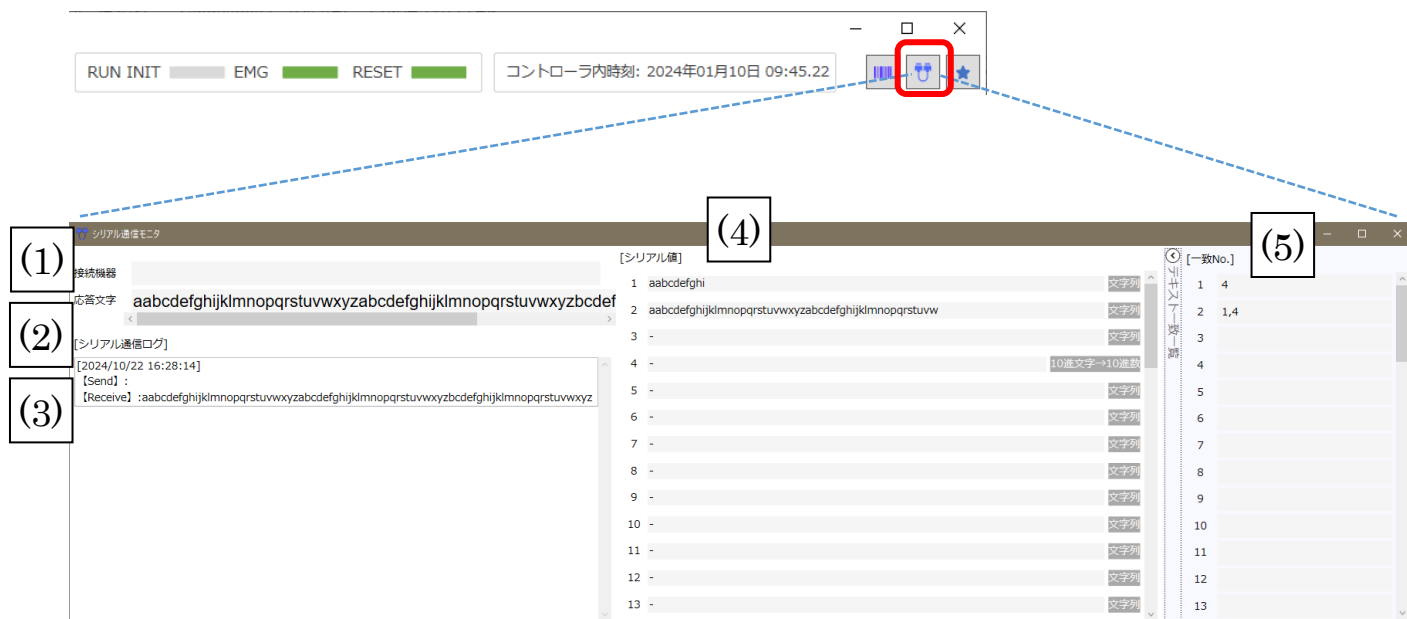 RUN INIT EMG RESET コントローラ内時刻: 2024年01月10日 09:45.22
シリアル通信モニタ
(1)
(2)
(3)
(4)
(5)
接続機器
応答文字 aabcdefghijklmnopqrstuvwxyzabcdefghijklmnopqrstuvwxyzbcdef
[シリアル通信ログ]
[2024/10/22 16:28:14]
【Send】:
【Receive】:aabcdefghijklmnopqrstuvwxyzabcdefghijklmnopqrstuvwxyzbcdefghijklmnopqrstuvwxyz
[シリアル値]
1 aabcdefghi 文字列
2 aabcdefghijklmnopqrstuvwxyzabcdefghijklmnopqrstuvw 文字列
3 - 文字列
4 - 10進文字→10進数
5 - 文字列
6 - 文字列
7 - 文字列
8 - 文字列
9 - 文字列
10 - 文字列
11 - 文字列
12 - 文字列
13 - 文字列
テキスト一致一覧
[一致No.]
1 4
2 1,4
3
4
5
6
7
8
9
10
11
12
13